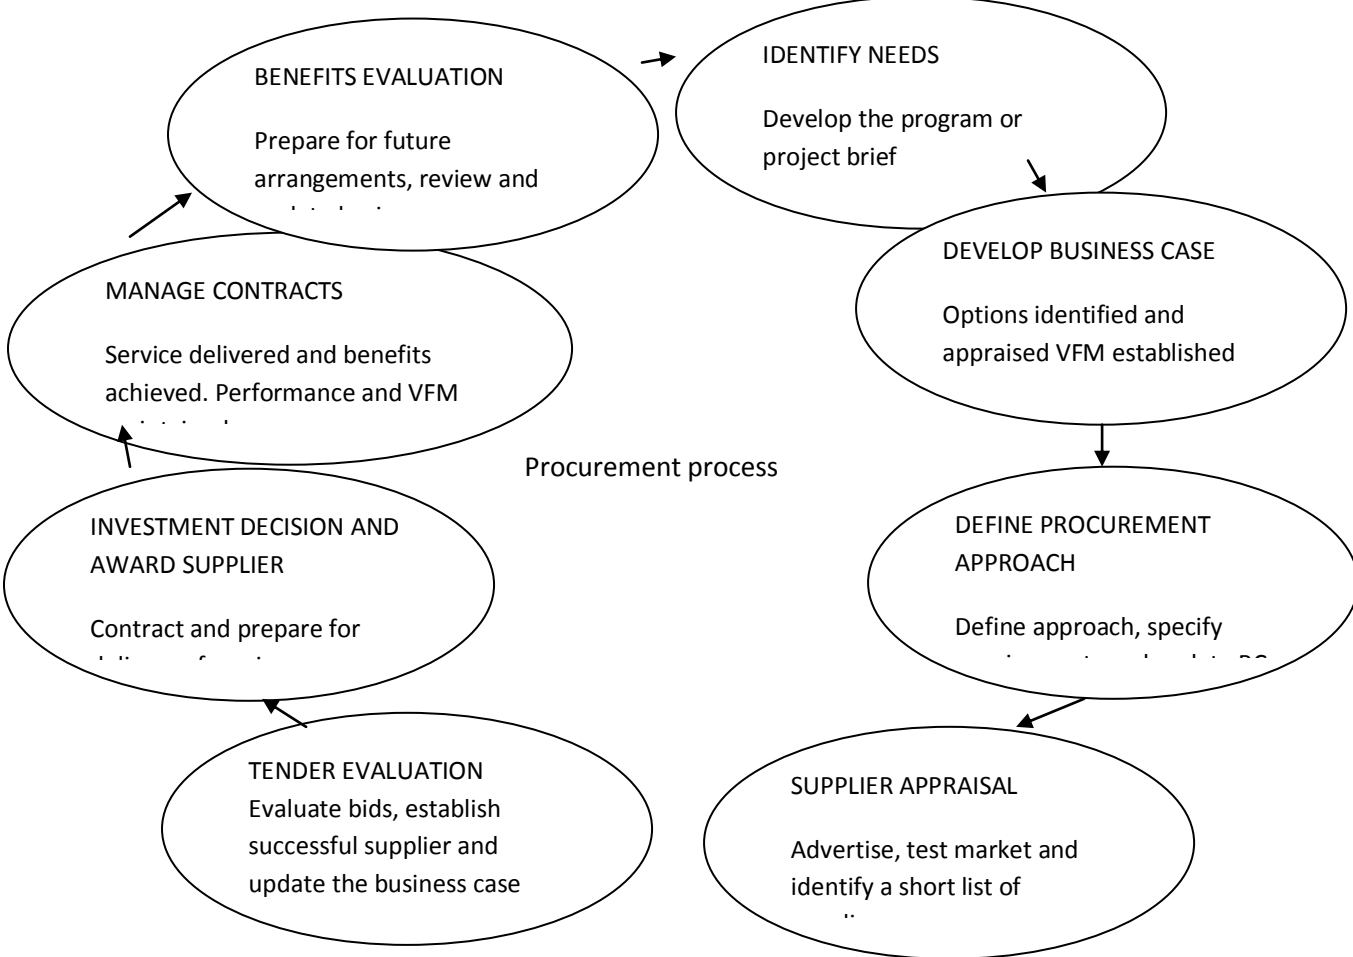 IDENTIFY NEEDS
Develop the program or
project brief
DEVELOP BUSINESS CASE
Options identified and
appraised VFM established
DEFINE PROCUREMENT
APPROACH
Define approach, specify
SUPPLIER APPRAISAL
Advertise, test market and
identify a short list of
TENDER EVALUATION
Evaluate bids, establish
successful supplier and
update the business case
INVESTMENT DECISION AND
AWARD SUPPLIER
Contract and prepare for
MANAGE CONTRACTS
Service delivered and benefits
achieved. Performance and VFM
BENEFITS EVALUATION
Prepare for future
arrangements, review and
Procurement process